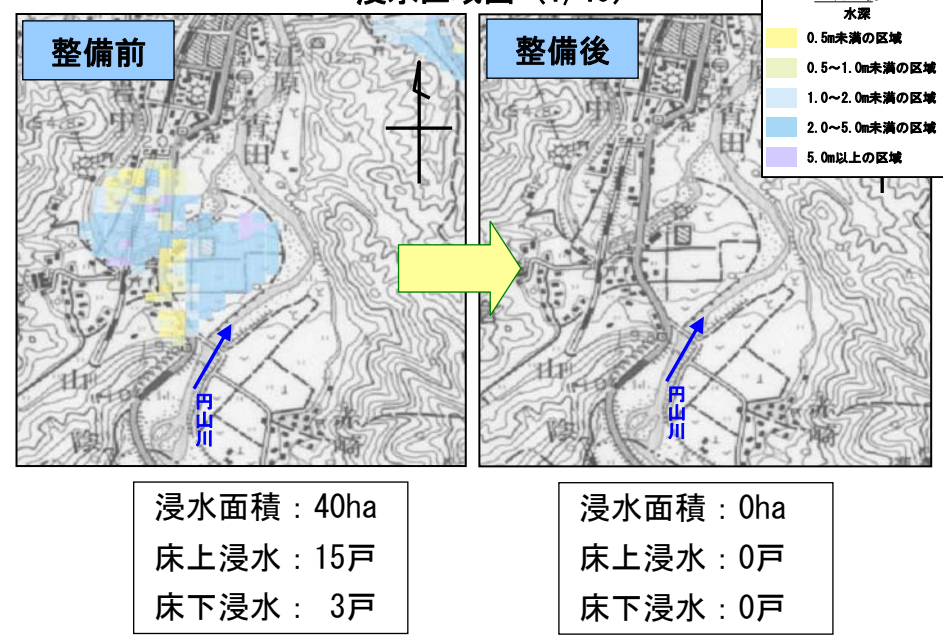 浸水区域図（1/40）
水深
0.5m未満の区域
0.5～1.0m未満の区域
1.0～2.0m未満の区域
2.0～5.0m未満の区域
5.0m以上の区域
整備前
整備後
円山川
円山川
浸水面積：40ha
床上浸水：15戸
床下浸水： 3戸
浸水面積：0ha
床上浸水：0戸
床下浸水：0戸